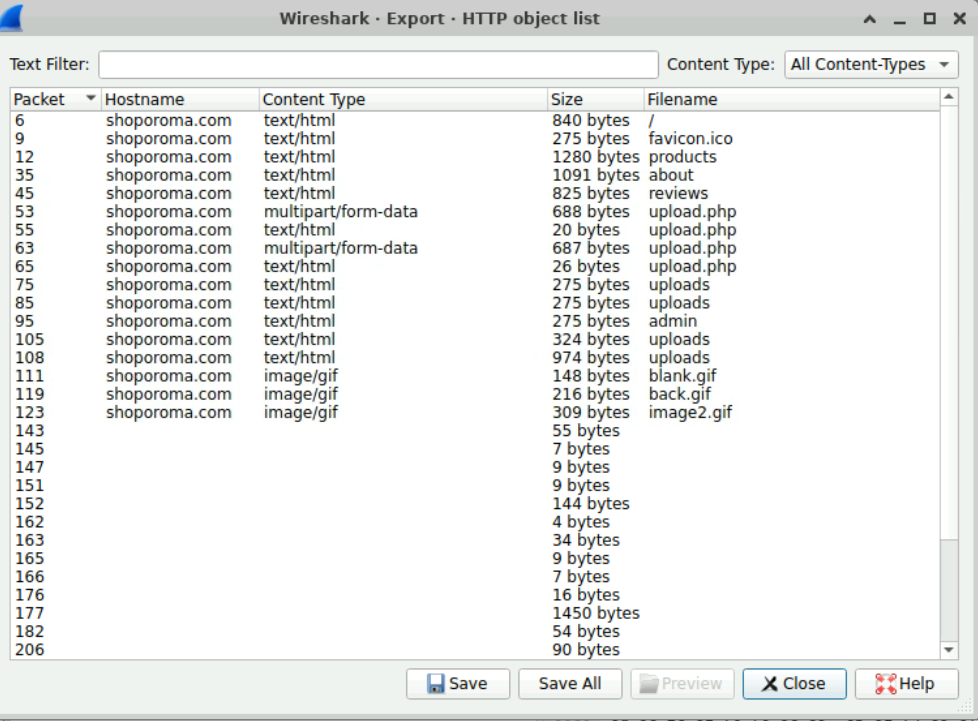 Wireshark · Export · HTTP object list
Text Filter: Content Type: All Content-Types
Packet Hostname Content Type Size Filename
6 shoporoma.com text/html 840 bytes /
9 shoporoma.com text/html 275 bytes favicon.ico
12 shoporoma.com text/html 1280 bytes products
35 shoporoma.com text/html 1091 bytes about
45 shoporoma.com text/html 825 bytes reviews
53 shoporoma.com multipart/form-data 688 bytes upload.php
55 shoporoma.com text/html 20 bytes upload.php
63 shoporoma.com multipart/form-data 687 bytes upload.php
65 shoporoma.com text/html 26 bytes upload.php
75 shoporoma.com text/html 275 bytes uploads
85 shoporoma.com text/html 275 bytes uploads
95 shoporoma.com text/html 275 bytes admin
105 shoporoma.com text/html 324 bytes uploads
108 shoporoma.com text/html 974 bytes uploads
111 shoporoma.com image/gif 148 bytes blank.gif
119 shoporoma.com image/gif 216 bytes back.gif
123 shoporoma.com image/gif 309 bytes image2.gif
143 55 bytes
145 7 bytes
147 9 bytes
151 9 bytes
152 144 bytes
162 4 bytes
163 34 bytes
165 9 bytes
166 7 bytes
176 16 bytes
177 1450 bytes
182 54 bytes
206 90 bytes
Save Save All Preview Close Help